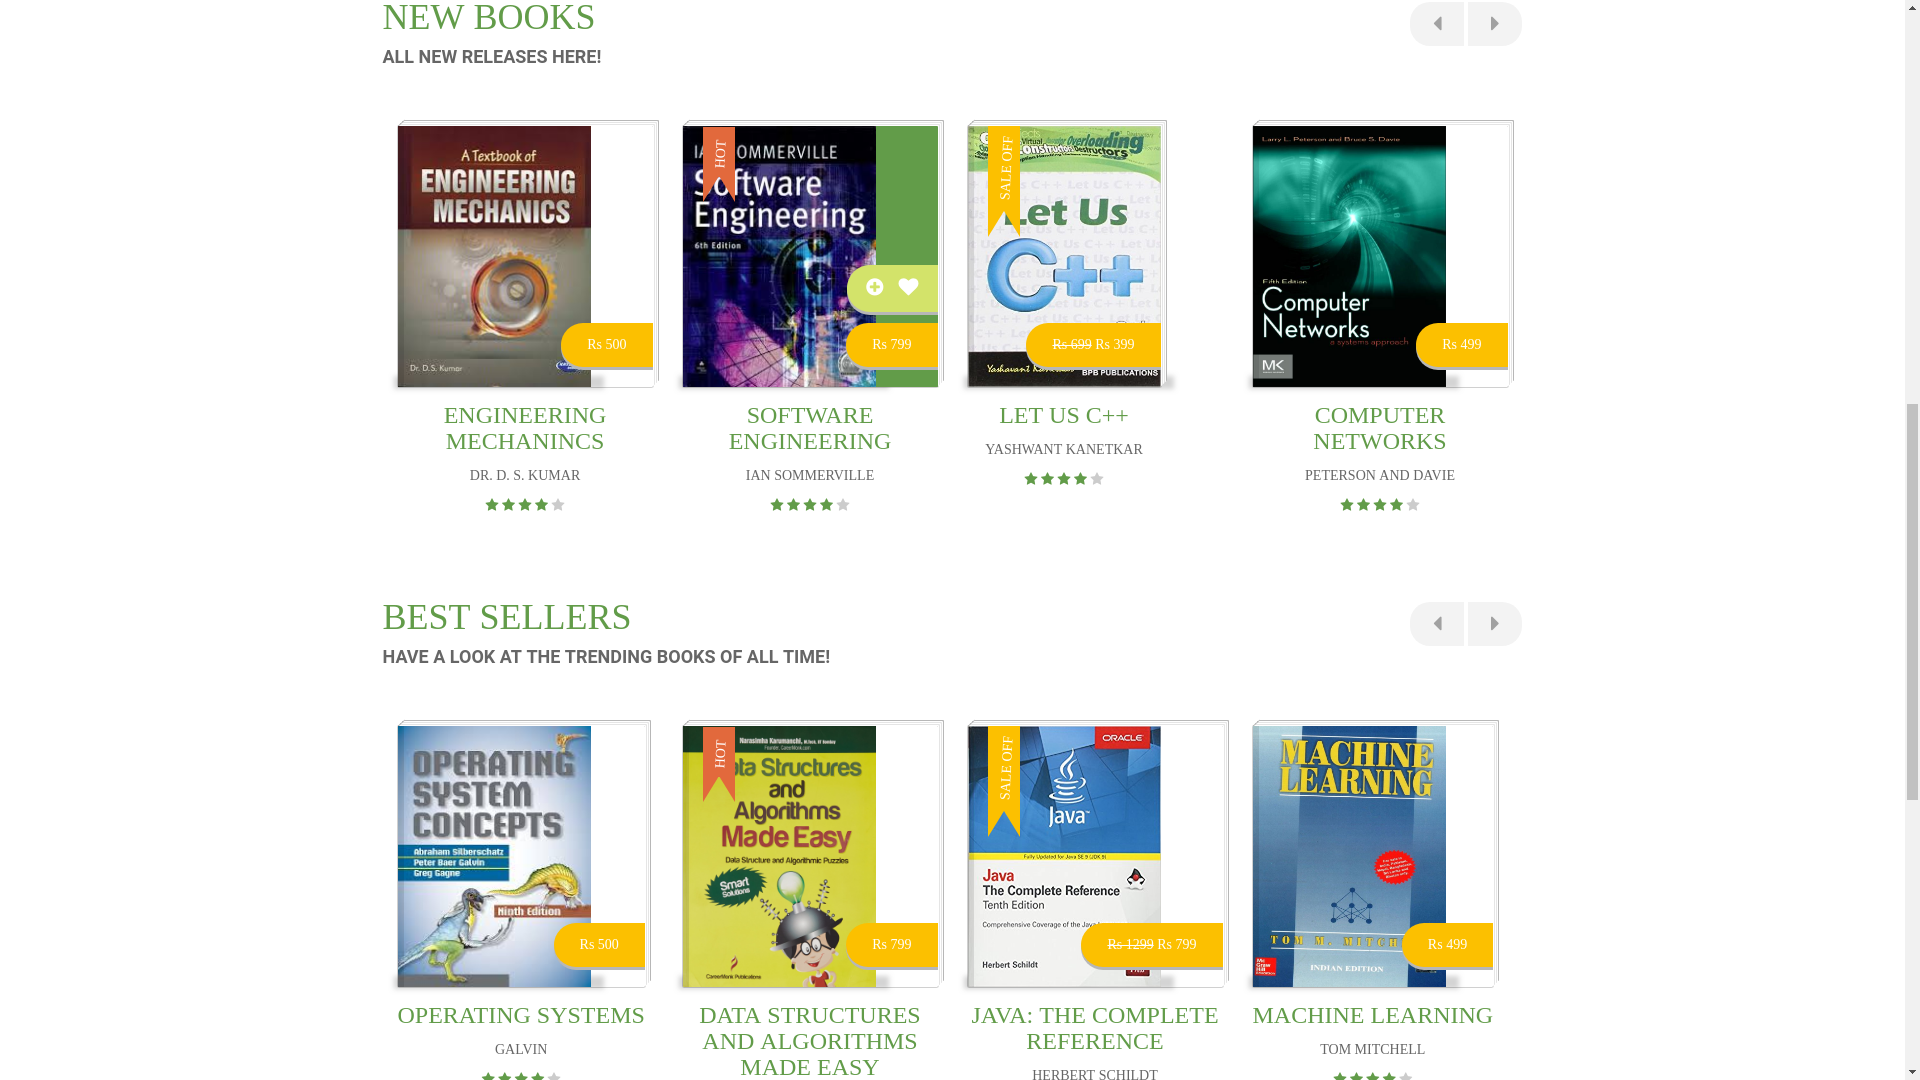 NEW BOOKS
ALL NEW RELEASES HERE!
A Textbook of
ENGINEERING
MECHANICS
Dr. D.S. Kumar
Rs 500
ENGINEERING
MECHANINCS
DR. D. S. KUMAR
HOT
SOMMERVILLE
Software
Engineering
6th Edition
Rs 799
SOFTWARE
ENGINEERING
IAN SOMMERVILLE
SALE OFF
Virtual
Overloading
Constructors
Destructors
Let Us
C++
Yashavant
BPB PUBLICATIONS
Rs 699 Rs 399
LET US C++
YASHWANT KANETKAR
Larry L. Peterson and Bruce S. Davie
Fifth Edition
Computer
Networks
a systems approach
MK
Rs 499
COMPUTER
NETWORKS
PETERSON AND DAVIE
BEST SELLERS
HAVE A LOOK AT THE TRENDING BOOKS OF ALL TIME!
OPERATING
SYSTEM
CONCEPTS
Abraham Silberschatz
Peter Baer Galvin
Greg Gagne
Ninth Edition
Rs 500
OPERATING SYSTEMS
GALVIN
HOT
Narasimha Karumanchi,
Data Structures
and
Algorithms
Made Easy
Data Structure and Algorithmic Puzzles
Smart
Solutions
CareerMonk Publications
Rs 799
DATA STRUCTURES
AND ALGORITHMS
MADE EASY
SALE OFF
ORACLE
Java
Fully Updated for Java SE 9 (JDK 9)
Java
The Complete Reference
Tenth Edition
Comprehensive Coverage of the Java
Herbert Schildt
Rs 1299 Rs 799
JAVA: THE COMPLETE
REFERENCE
HERBERT SCHILDT
MACHINE
LEARNING
TOM M. MITCH
INDIAN EDITION
Mc
Graw
Hill
Rs 499
MACHINE LEARNING
TOM MITCHELL